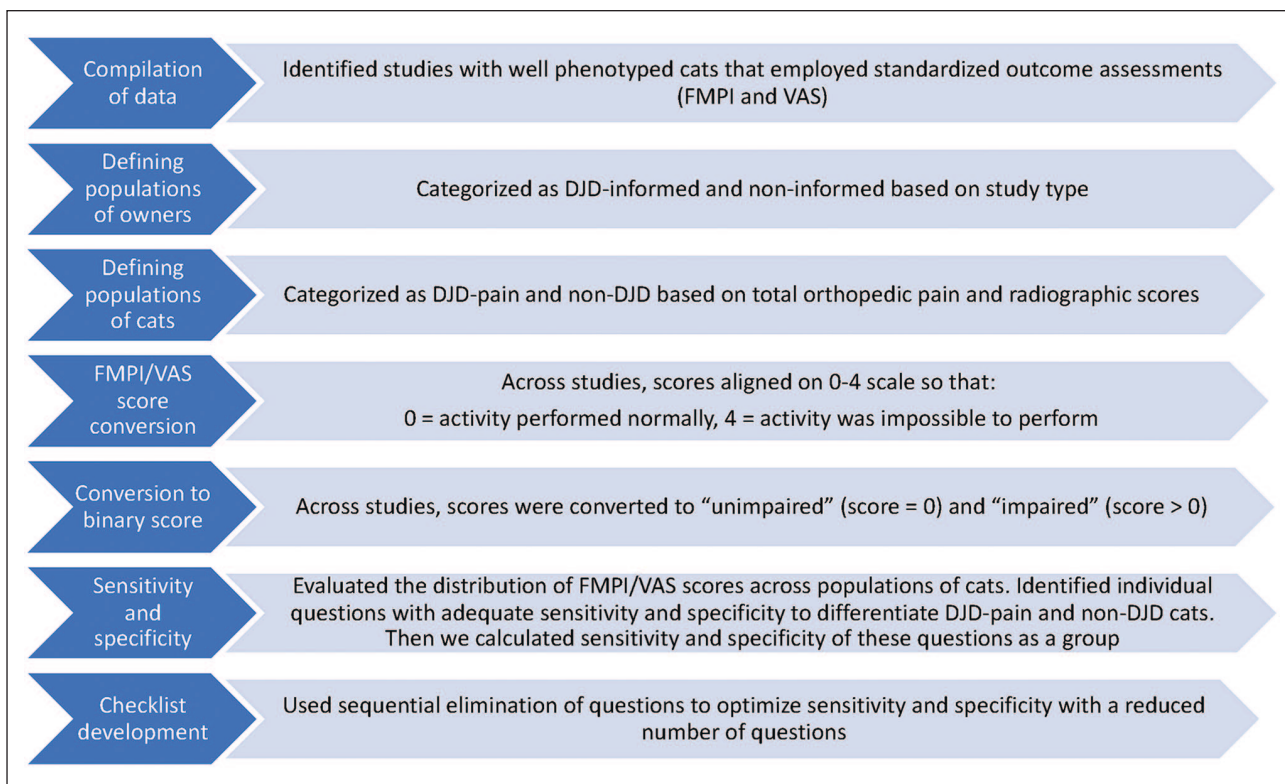 Compilation
of data
Identified studies with well phenotyped cats that employed standardized outcome assessments
(FMPI and VAS)
Defining
populations
of owners
Categorized as DJD-informed and non-informed based on study type
Defining
populations
of cats
Categorized as DJD-pain and non-DJD based on total orthopedic pain and radiographic scores
FMPI/VAS
score
conversion
Across studies, scores aligned on 0-4 scale so that:
0 = activity performed normally, 4 = activity was impossible to perform
Conversion to
binary score
Across studies, scores were converted to “unimpaired” (score = 0) and “impaired” (score > 0)
Sensitivity
and
specificity
Evaluated the distribution of FMPI/VAS scores across populations of cats. Identified individual
questions with adequate sensitivity and specificity to differentiate DJD-pain and non-DJD cats.
Then we calculated sensitivity and specificity of these questions as a group
Checklist
development
Used sequential elimination of questions to optimize sensitivity and specificity with a reduced
number of questions